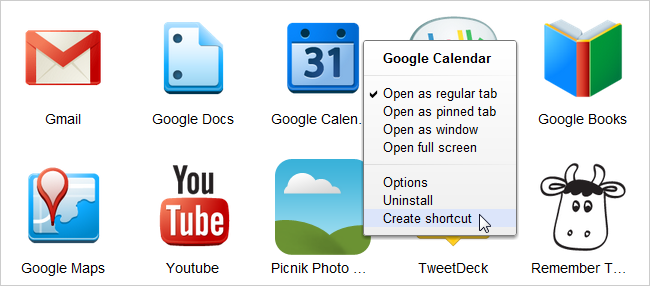 31
Google Calendar
Open as regular tab
Open as pinned tab
Open as window
Open full screen
Options
Uninstall
Create shortcut
Gmail
Google Docs
Google Calen...
Google Books
You
Tube
Google Maps
Youtube
Picnik Photo ...
TweetDeck
Remember T...